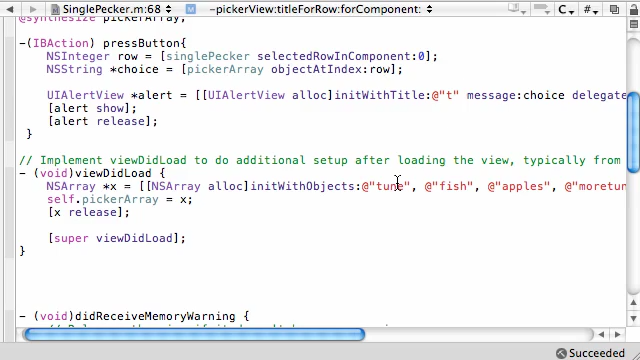 SinglePecker.m:68 -pickerView:titleForRow:forComponent: C #
@synthesize pickerArray;
-(IBAction) pressButton{
NSInteger row = [singlePecker selectedRowInComponent:0];
NSString *choice = [pickerArray objectAtIndex:row];
UIAlertView *alert = [[UIAlertView alloc]initWithTitle:@"t" message:choice delegate
[alert show];
[alert release];
}
// Implement viewDidLoad to do additional setup after loading the view, typically from
- (void)viewDidLoad {
NSArray *x = [[NSArray alloc]initWithObjects:@"tune", @"fish", @"apples", @"moretun
self.pickerArray = x;
[x release];
[super viewDidLoad];
}
- (void)didReceiveMemoryWarning {
Succeeded